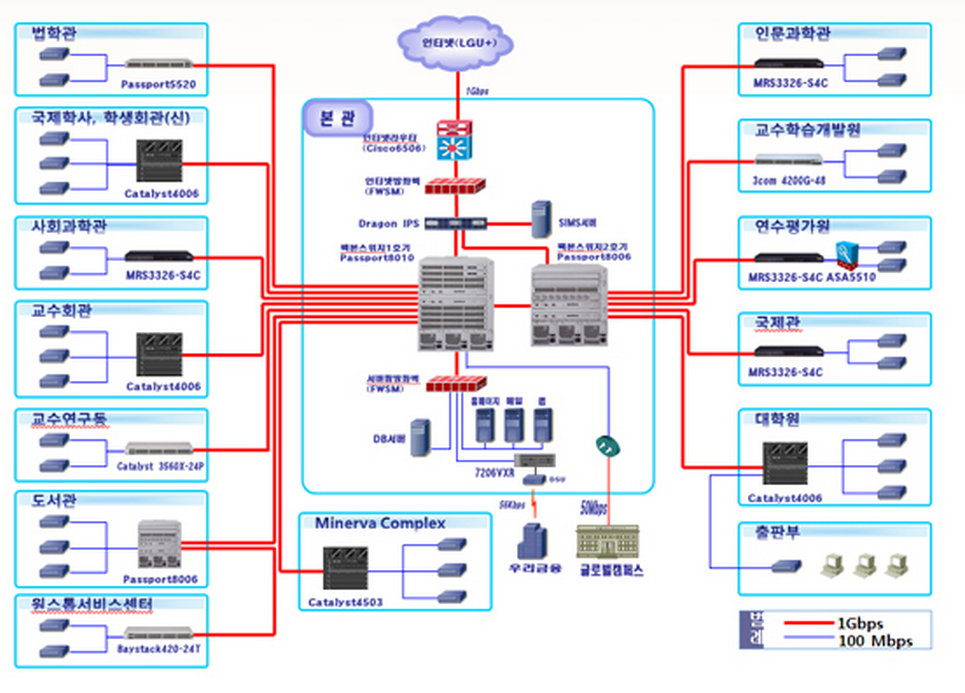 법학관
Passport5520
국제학사, 학생회관(신)
Catalyst4006
사회과학관
MRS3326-S4C
교수회관
Catalyst4006
교수연구동
Catalyst 3560X-24P
도서관
Passport8006
원스톱서비스센터
Baystack420-24T
인터넷(LGU+)
1Gbps
본 관
인터넷라우터
(Cisco6506)
인터넷방화벽
(FWSM)
Dragon IPS
SIMS서버
백본스위치1호기
Passport8010
백본스위치2호기
Passport8006
서버팜방화벽
(FWSM)
홈페이지 메일 웹
DB서버
7206VXR
DSU
56Kbps
50Mbps
우리금융
글로벌캠퍼스
Minerva Complex
Catalyst4503
인문과학관
MRS3326-S4C
교수학습개발원
3com 4200G-48
연수평가원
MRS3326-S4C ASA5510
국제관
MRS3326-S4C
대학원
Catalyst4006
출판부
범례
1Gbps
100 Mbps